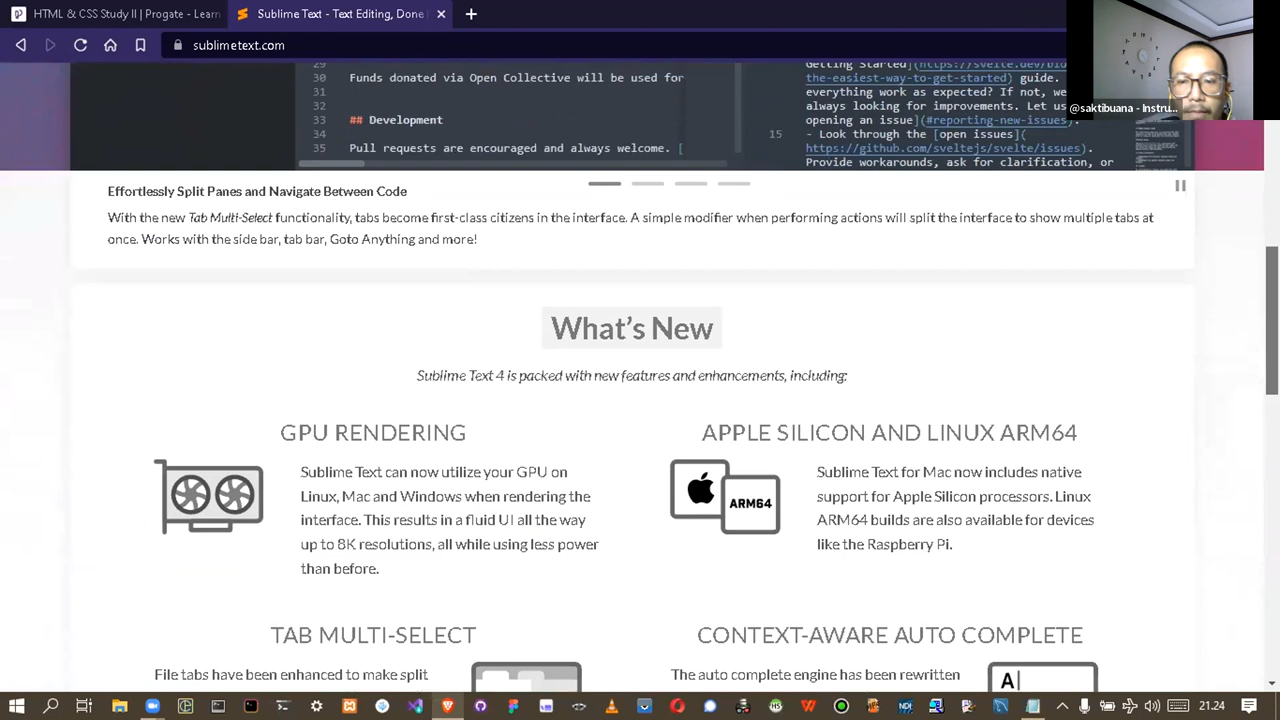 HTML & CSS Study II | Progate - Learn
Sublime Text - Text Editing, Done
sublimetext.com
@saktibuana - Instru...
29
30 Funds donated via Open Collective will be used for
31
32
33 ## Development
34
35 Pull requests are encouraged and always welcome. [
Getting Started](https://svelte.dev/blo
the-easiest-way-to-get-started) guide.
everything work as expected? If not, we
always looking for improvements. Let us
opening an issue](#reporting-new-issues).
15 - Look through the [open issues](
https://github.com/sveltejs/svelte/issues).
Provide workarounds, ask for clarification, or
Effortlessly Split Panes and Navigate Between Code
With the new Tab Multi-Select functionality, tabs become first-class citizens in the interface. A simple modifier when performing actions will split the interface to show multiple tabs at
once. Works with the side bar, tab bar, Goto Anything and more!
What's New
Sublime Text 4 is packed with new features and enhancements, including:
GPU RENDERING
Sublime Text can now utilize your GPU on
Linux, Mac and Windows when rendering the
interface. This results in a fluid UI all the way
up to 8K resolutions, all while using less power
than before.
APPLE SILICON AND LINUX ARM64
ARM64
Sublime Text for Mac now includes native
support for Apple Silicon processors. Linux
ARM64 builds are also available for devices
like the Raspberry Pi.
TAB MULTI-SELECT
File tabs have been enhanced to make split
CONTEXT-AWARE AUTO COMPLETE
The auto complete engine has been rewritten
A|
21.24